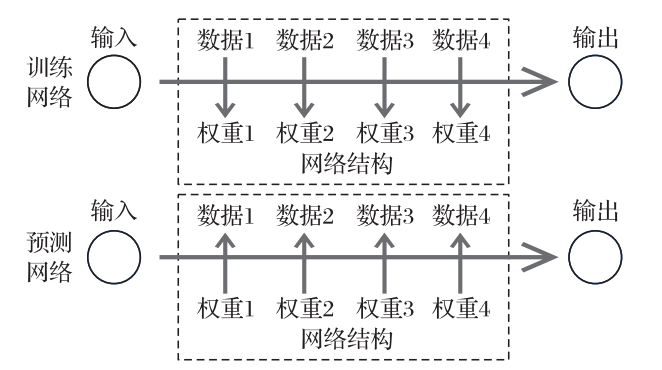 输入
数据1 数据2 数据3 数据4
输出
训练
网络
权重1 权重2 权重3 权重4
网络结构
输入
数据1 数据2 数据3 数据4
输出
预测
网络
权重1 权重2 权重3 权重4
网络结构